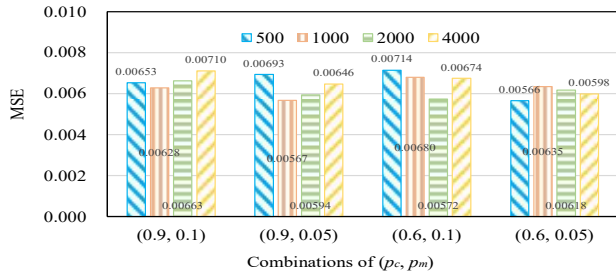 MSE
0.010
0.008
0.006
0.004
0.002
0.000
500 1000 2000 4000
0.00653 0.00628 0.00663 0.00710
0.00693 0.00567 0.00594 0.00646
0.00714 0.00680 0.00572 0.00674
0.00566 0.00635 0.00618 0.00598
(0.9, 0.1) (0.9, 0.05) (0.6, 0.1) (0.6, 0.05)
Combinations of (pc, pm)